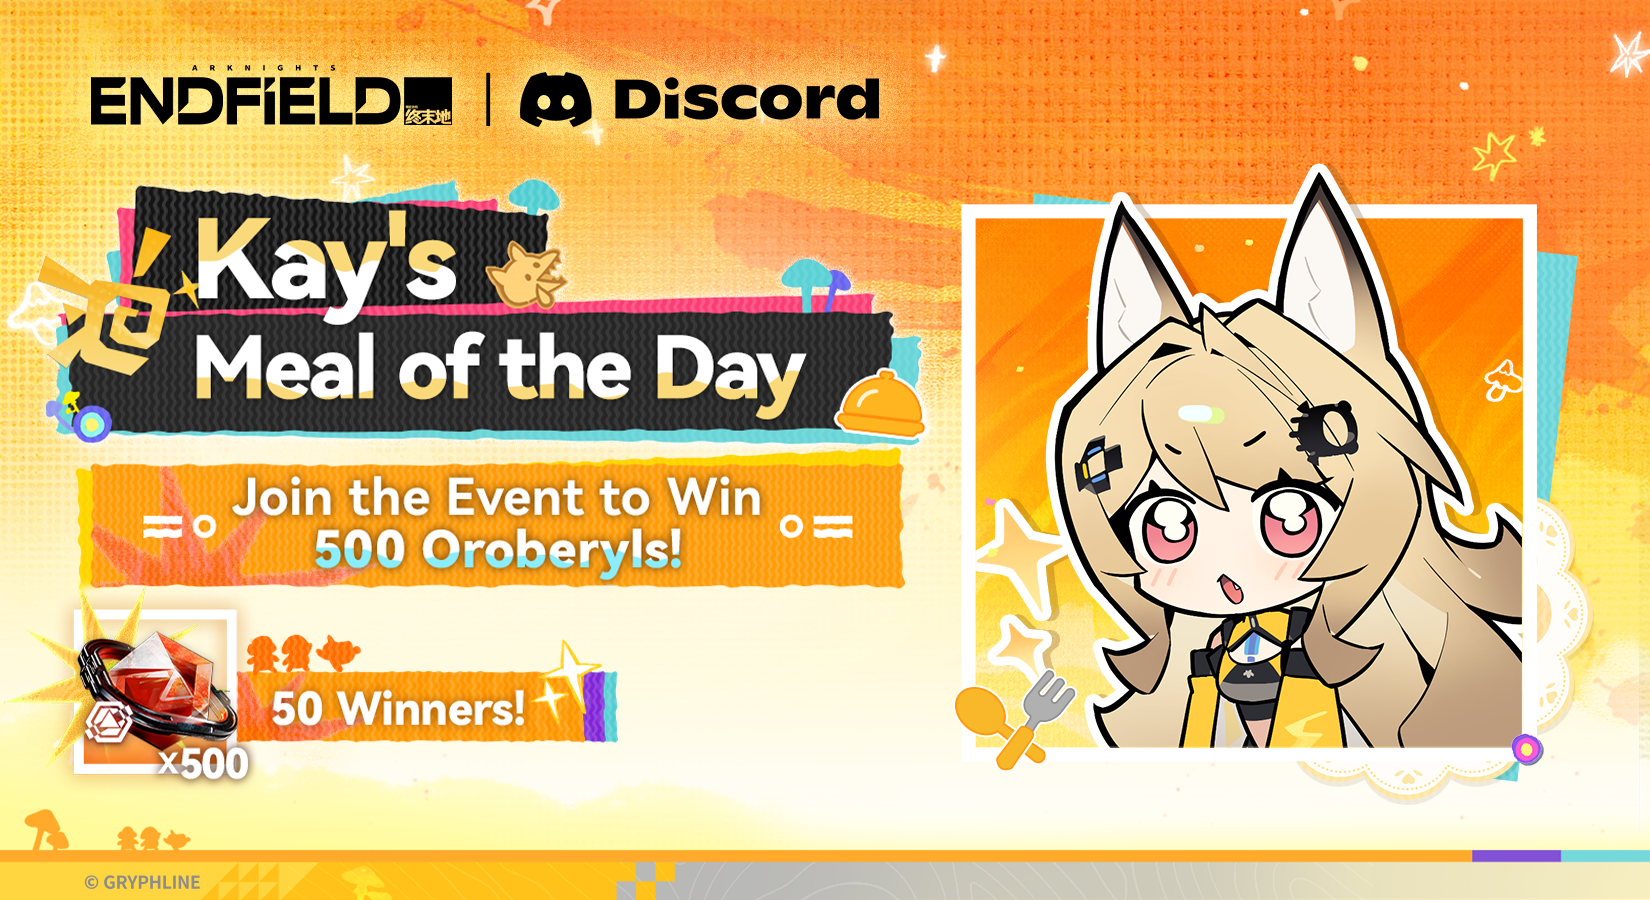 ARKNIGHTS
ENDFIELD
终末地
Discord
Kay's
Meal of the Day
Join the Event to Win
500 Oroberyls!
50 Winners!
x500
© GRYPHLINE